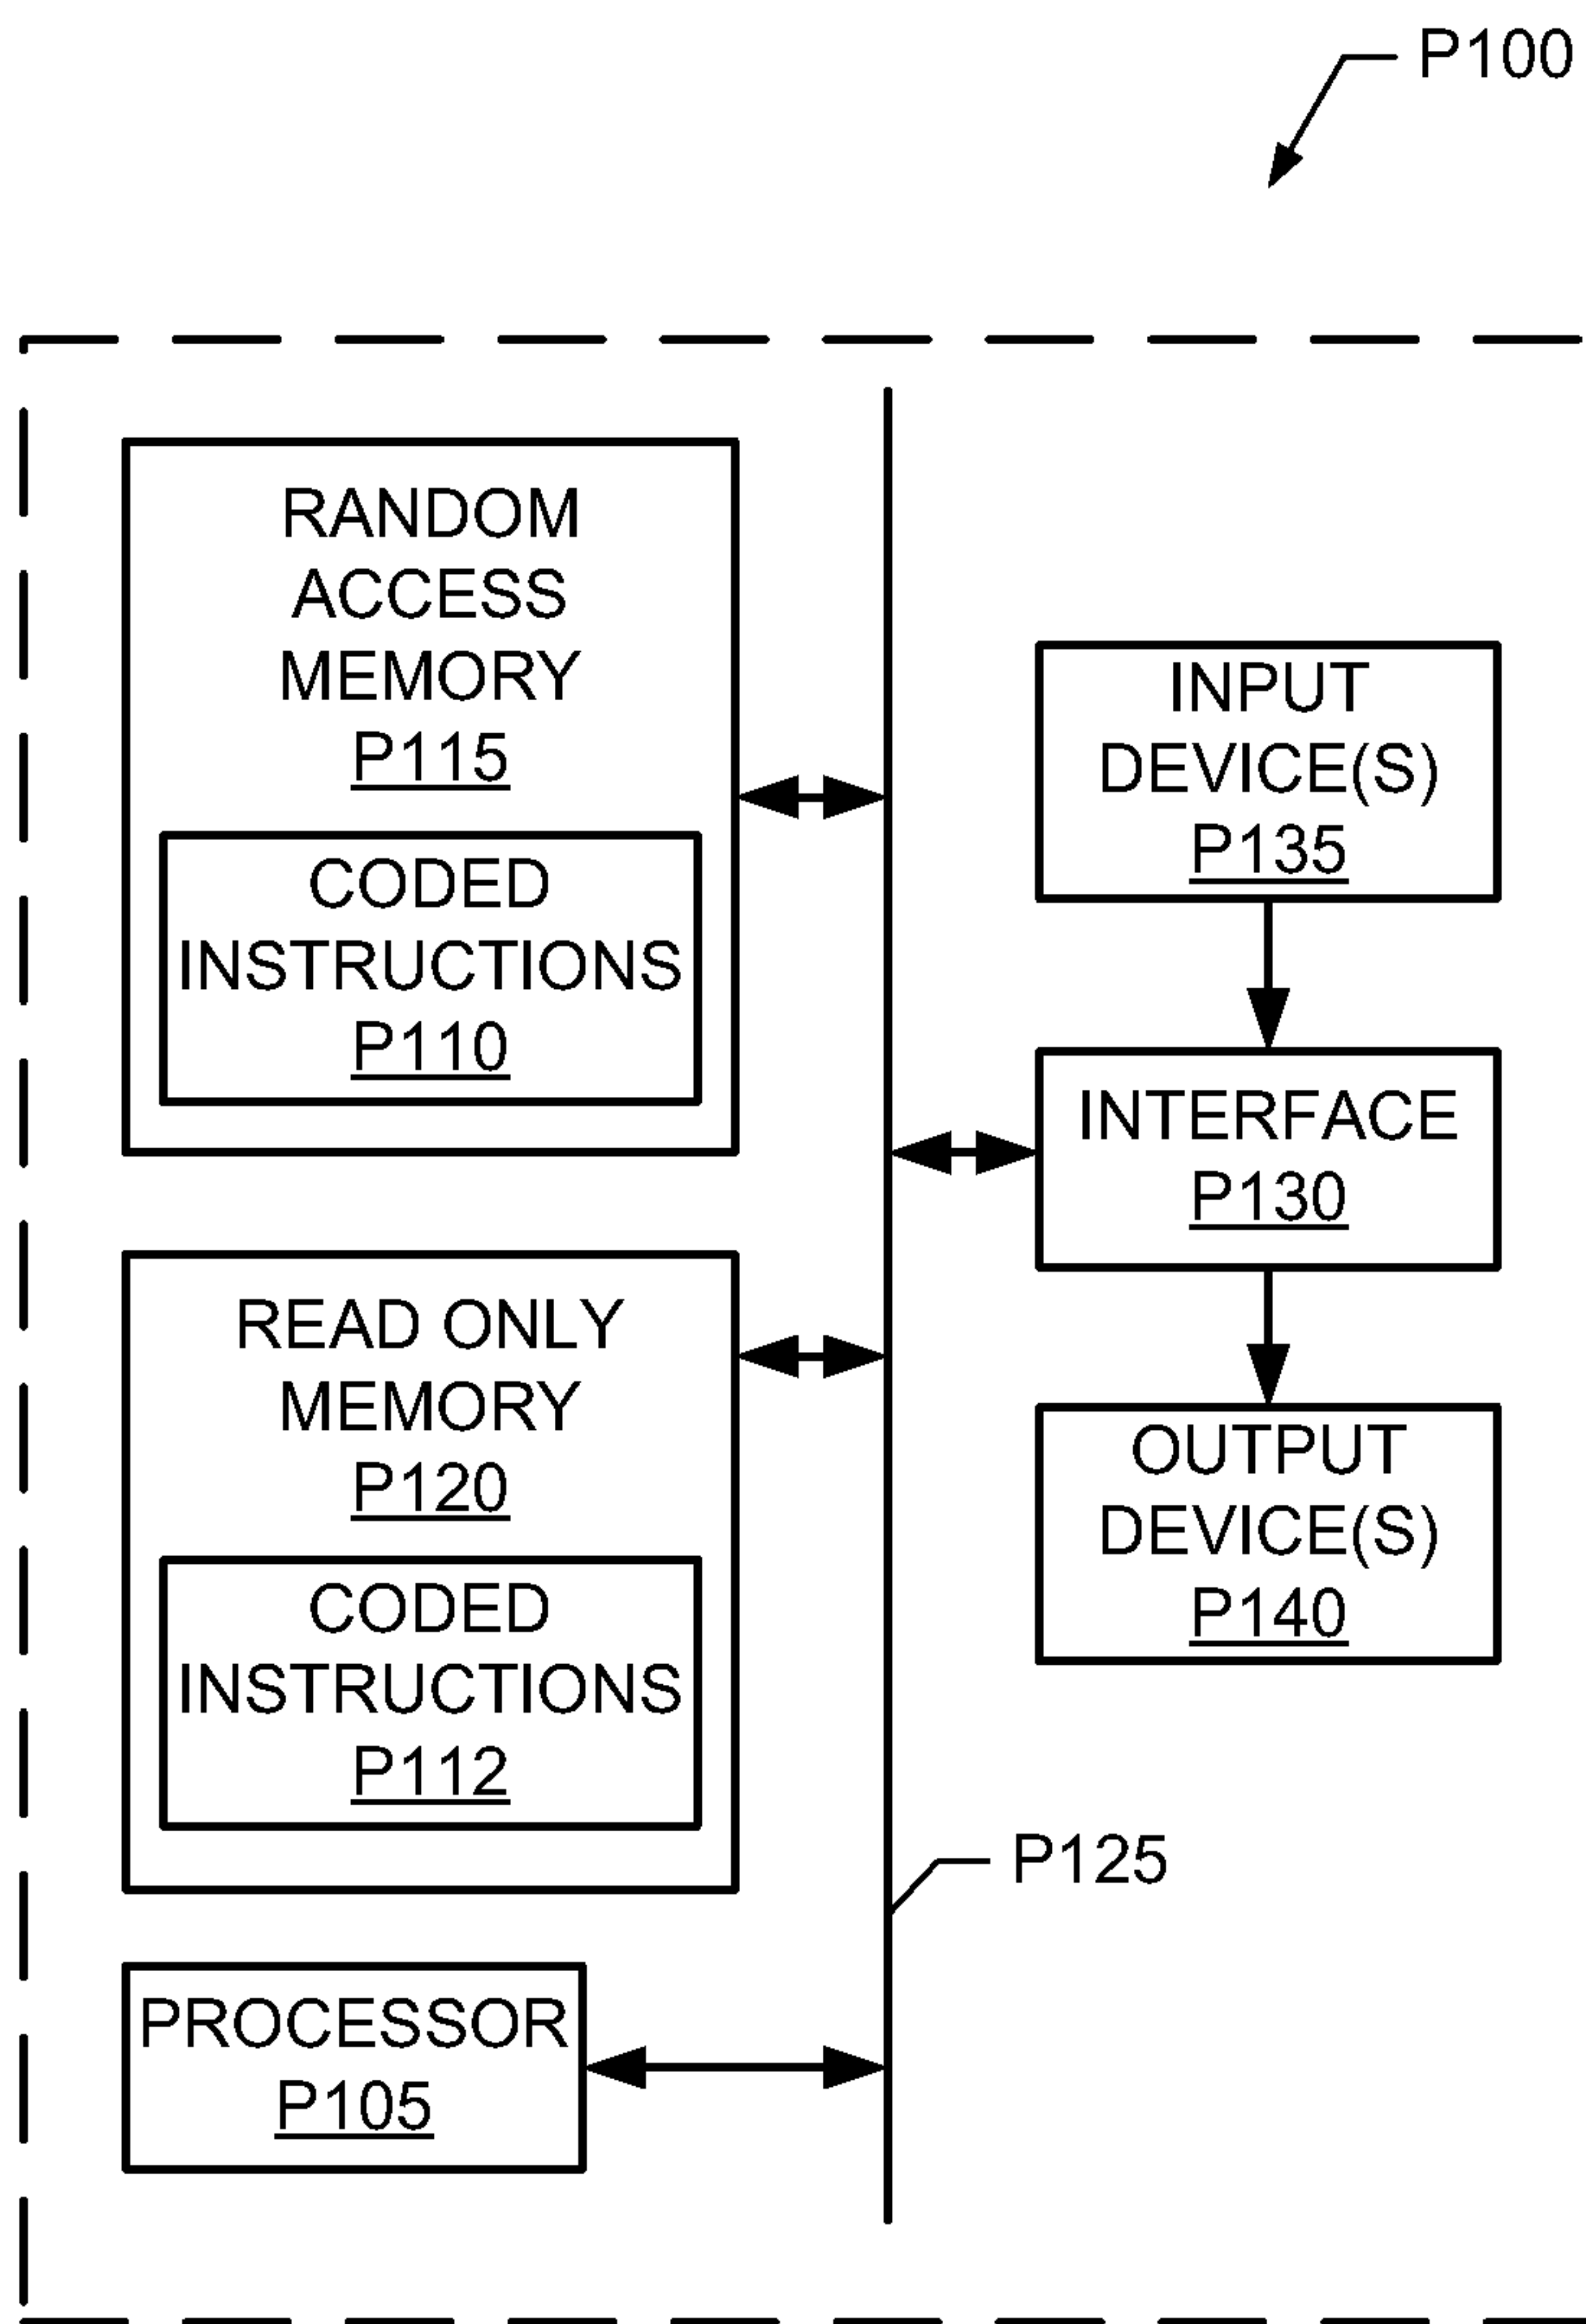 P100
RANDOM
ACCESS
MEMORY
P115
CODED
INSTRUCTIONS
P110
READ ONLY
MEMORY
P120
CODED
INSTRUCTIONS
P112
PROCESSOR
P105
INPUT
DEVICE(S)
P135
INTERFACE
P130
OUTPUT
DEVICE(S)
P140
P125